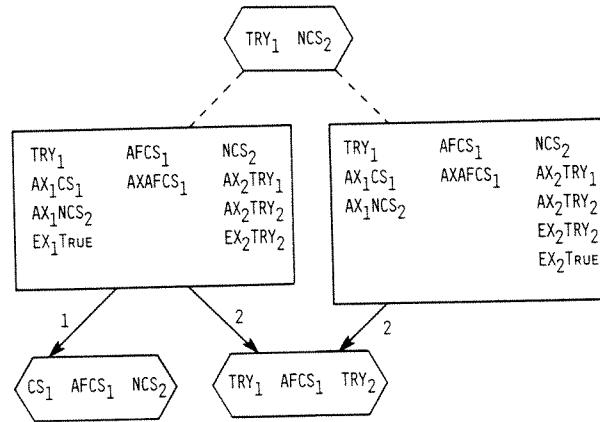 TRY₁ NCS₂
TRY₁ AFCS₁ NCS₂
AX₁CS₁ AXAFCS₁ AX₂TRY₁
AX₁NCS₂ AX₂TRY₂
EX₁TRUE EX₂TRY₂
TRY₁ AFCS₁ NCS₂
AX₁CS₁ AXAFCS₁ AX₂TRY₁
AX₁NCS₂ AX₂TRY₂
EX₂TRY₂
EX₂TRUE
1 2 2
CS₁ AFCS₁ NCS₂
TRY₁ AFCS₁ TRY₂